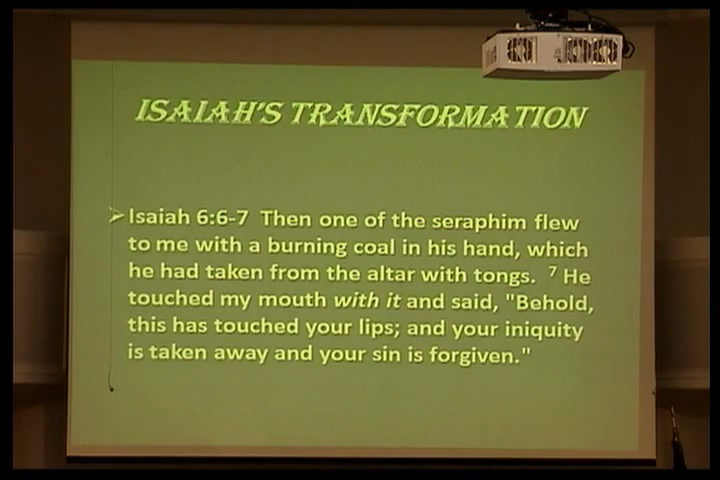 ISAIAH'S TRANSFORMATION
Isaiah 6:6-7 Then one of the seraphim flew
to me with a burning coal in his hand, which
he had taken from the altar with tongs. 7 He
touched my mouth with it and said, "Behold,
this has touched your lips; and your iniquity
is taken away and your sin is forgiven."